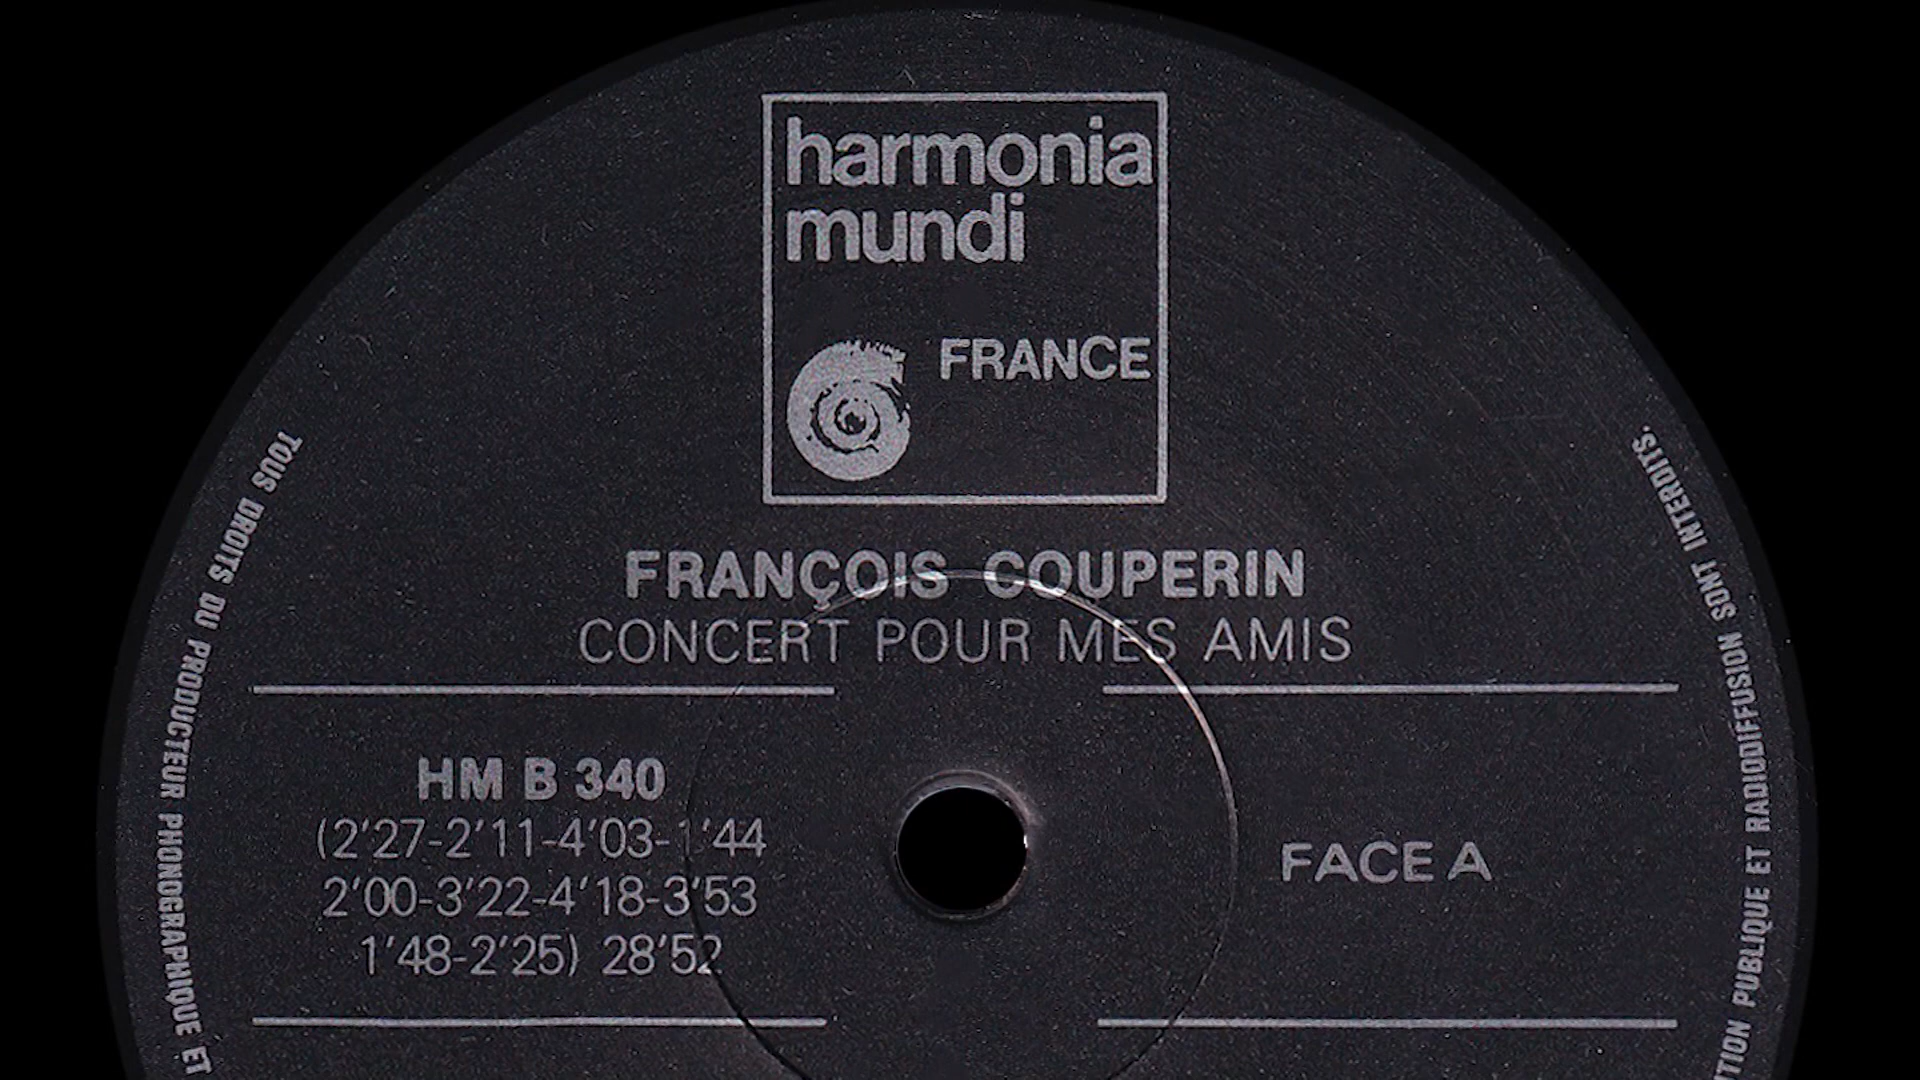 harmonia
mundi
FRANCE
FRANÇOIS COUPERIN
CONCERT POUR MES AMIS
HM B 340
(2'27-2'11-4'03-1'44
2'00-3'22-4'18-3'53
1'48-2'25) 28'52
FACE A
TOUS DROITS DU PRODUCTEUR PHONOGRAPHIQUE ET
PUBLIQUE ET RADIODIFFUSION SONT INTERDITS.